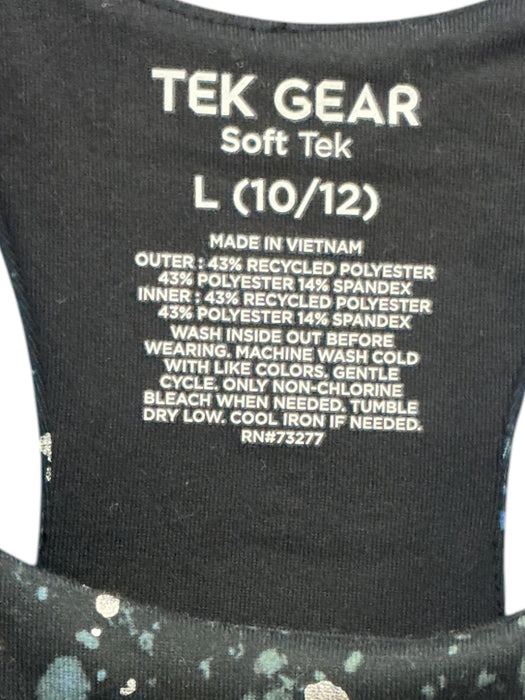 TEK GEAR
Soft Tek
L (10/12)
MADE IN VIETNAM
OUTER : 43% RECYCLED POLYESTER
43% POLYESTER 14% SPANDEX
INNER : 43% RECYCLED POLYESTER
43% POLYESTER 14% SPANDEX
WASH INSIDE OUT BEFORE
WEARING. MACHINE WASH COLD
WITH LIKE COLORS. GENTLE
CYCLE. ONLY NON-CHLORINE
BLEACH WHEN NEEDED. TUMBLE
DRY LOW. COOL IRON IF NEEDED.
RN#73277